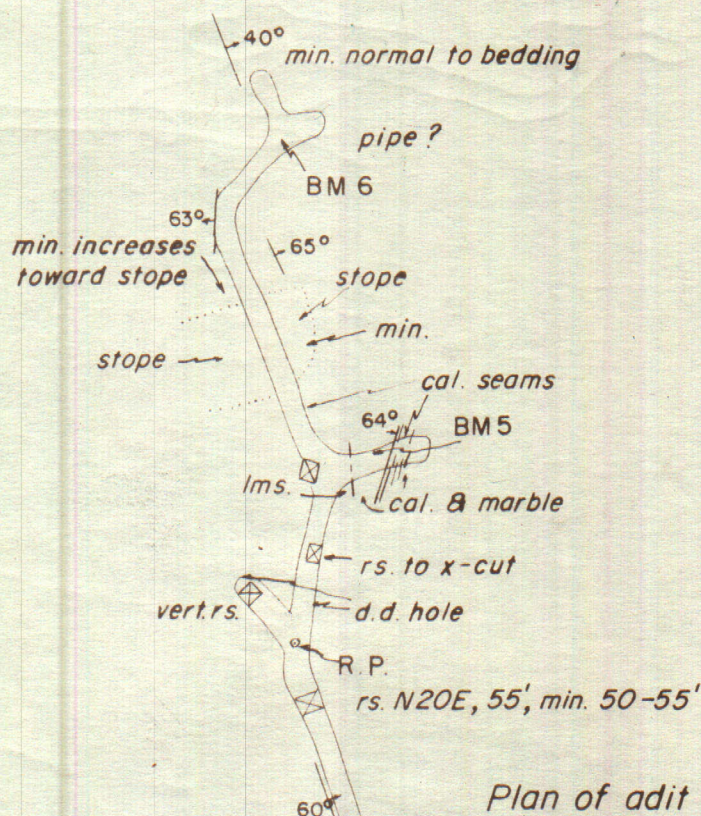 40°
min. normal to bedding
pipe ?
BM 6
63°
65°
min. increases
toward stope
stope
min.
stope
cal. seams
64°
BM 5
lms.
cal. & marble
rs. to x-cut
vert. rs.
d.d. hole
R.P.
rs. N20E, 55', min. 50-55'
Plan of adit
60°